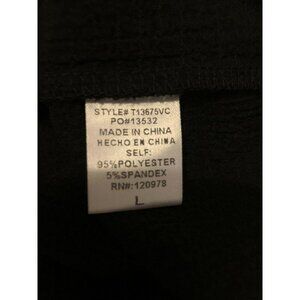 STYLE# T13675VC
PO#13532
MADE IN CHINA
HECHO EN CHINA
SELF:
95%POLYESTER
5%SPANDEX
RN#:120978
L